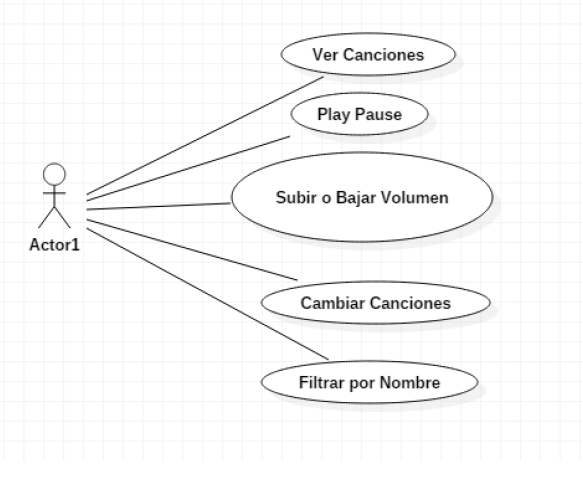 Ver Canciones
Play Pause
Subir o Bajar Volumen
Actor1
Cambiar Canciones
Filtrar por Nombre